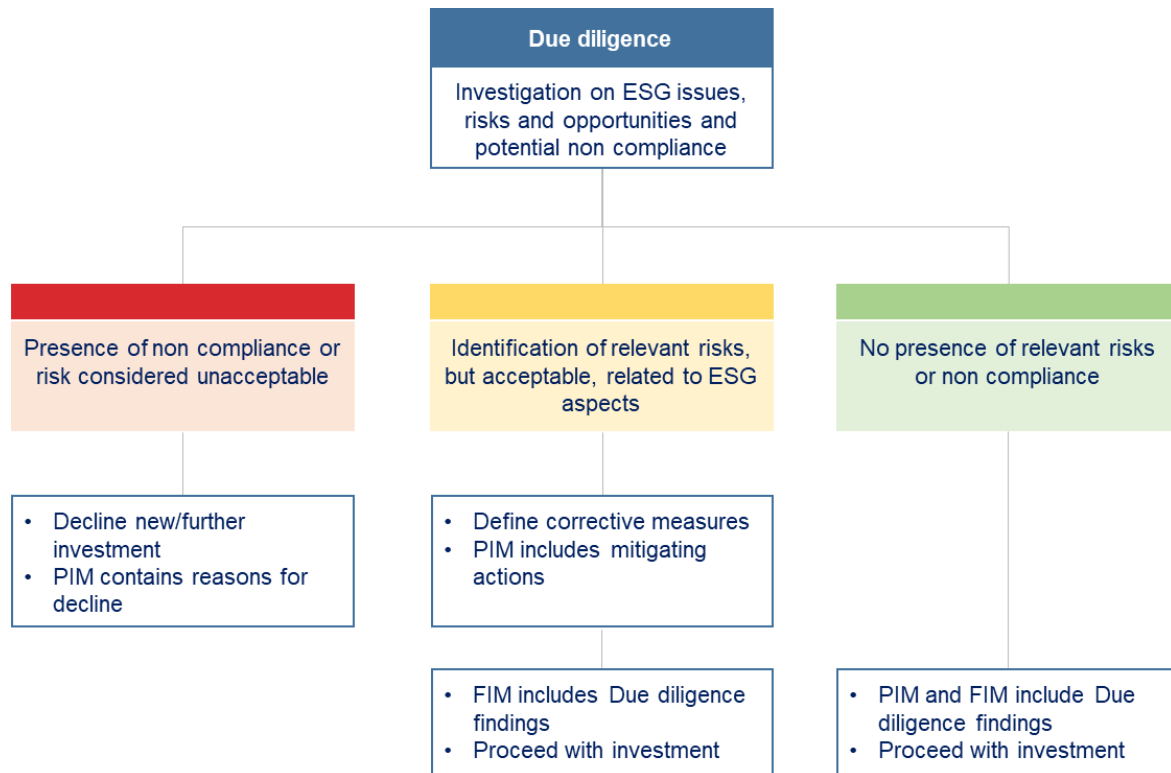 Due diligence
Investigation on ESG issues,
risks and opportunities and
potential non compliance
Presence of non compliance or
risk considered unacceptable
Identification of relevant risks,
but acceptable, related to ESG
aspects
No presence of relevant risks
or non compliance
• Decline new/further
investment
• PIM contains reasons for
decline
• Define corrective measures
• PIM includes mitigating
actions
• FIM includes Due diligence
findings
• Proceed with investment
• PIM and FIM include Due
diligence findings
• Proceed with investment